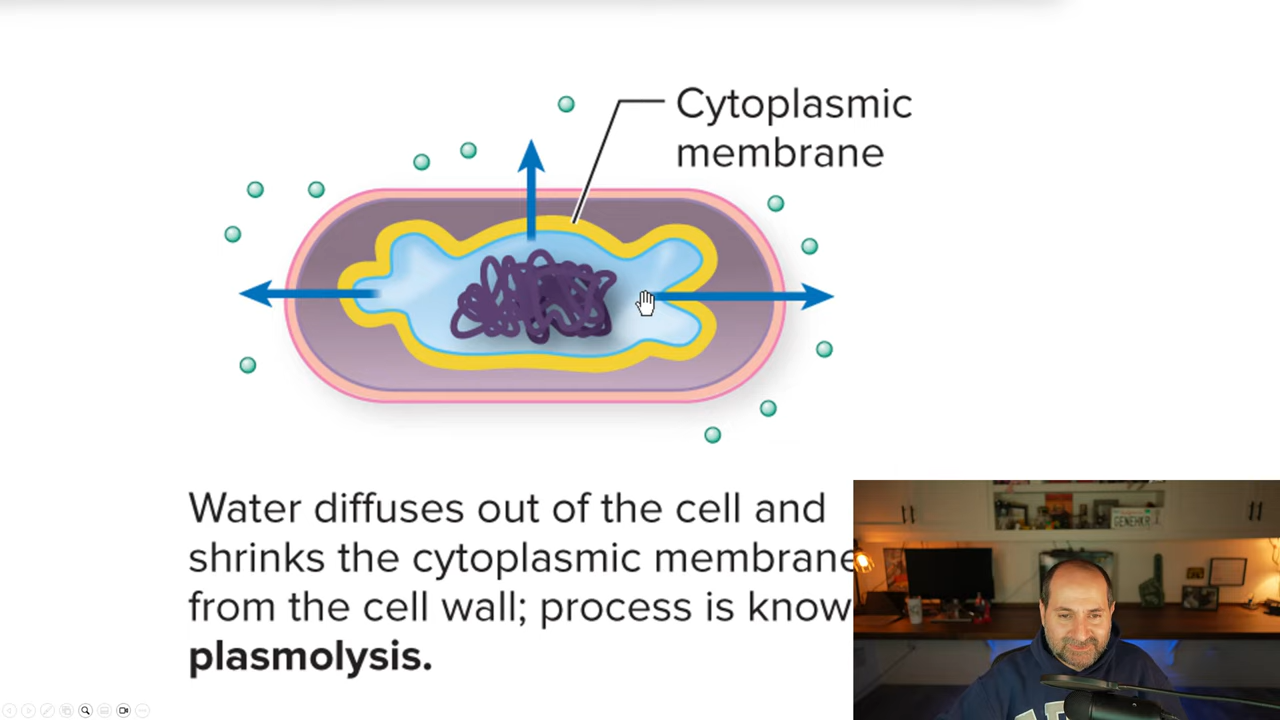 Cytoplasmic
membrane
Water diffuses out of the cell and
shrinks the cytoplasmic membrane
from the cell wall; process is know
plasmolysis.
GENEHKR